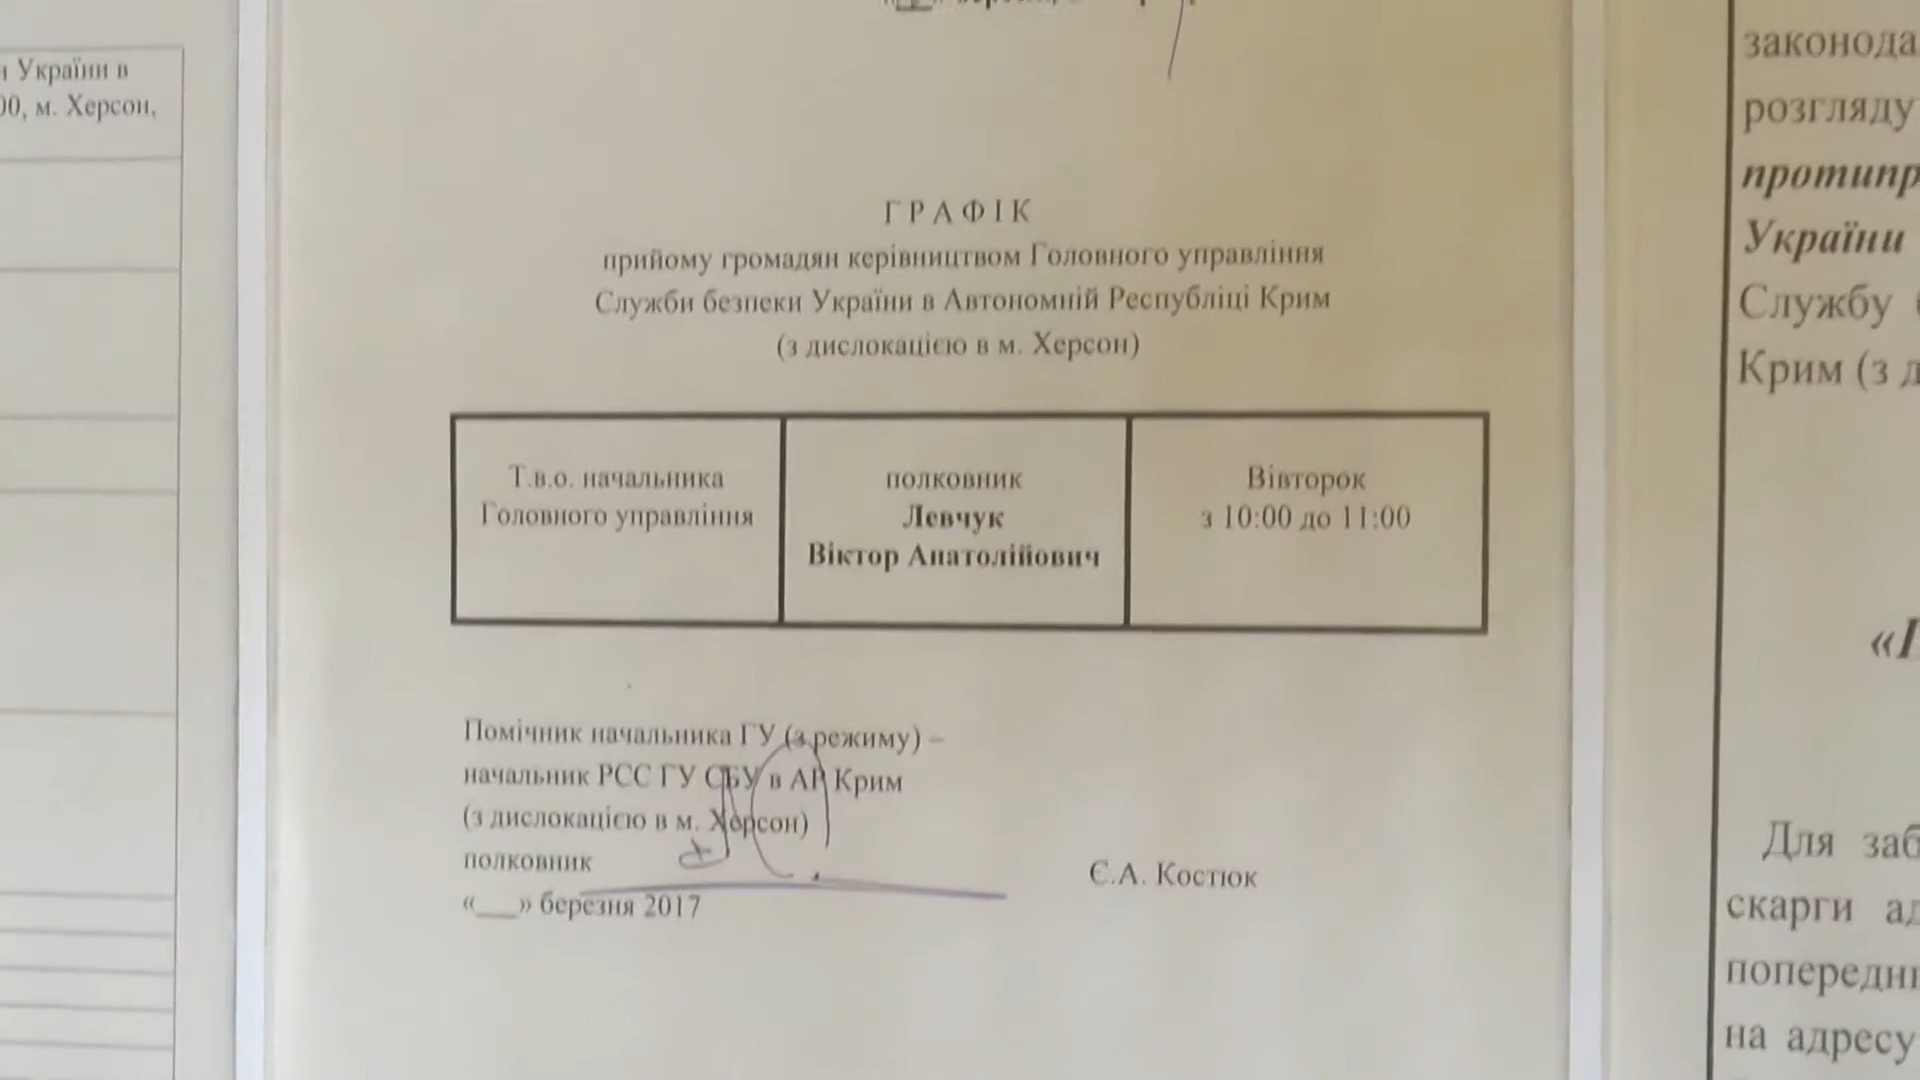 України в
00, м. Херсон,
ГРАФІК
прийому громадян керівництвом Головного управління
Служби безпеки України в Автономній Республіці Крим
(з дислокацією в м. Херсон)
Т.в.о. начальника
Головного управління
полковник
Левчук
Віктор Анатолійович
Вівторок
з 10:00 до 11:00
Помічник начальника ГУ (з режиму) –
начальник РСС ГУ СБУ в АР Крим
(з дислокацією в м. Херсон)
полковник
Є.А. Костюк
«___» березня 2017
законода
розгляду
протипр
України
Службу
Крим (з д
Для заб
скарги ад
попередн
на адресу